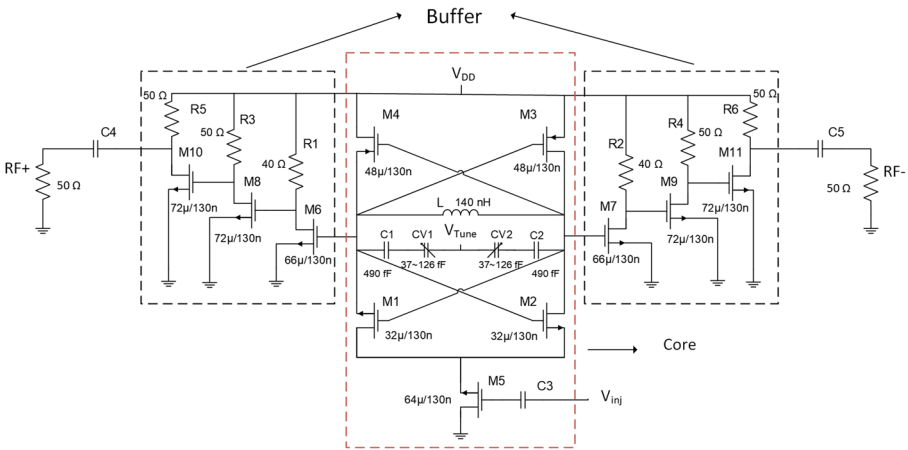 Buffer
V_DD
50 Ω
R5
R3
50 Ω
R1
40 Ω
C4
M10
M8
M6
RF+
50 Ω
72μ/130n
72μ/130n
66μ/130n
M4
M3
48μ/130n
48μ/130n
L 140 nH
V_Tune
C1
CV1
CV2
C2
490 fF
37~126 fF
37~126 fF
490 fF
M1
M2
32μ/130n
32μ/130n
M5
C3
V_inj
64μ/130n
Core
R2
40 Ω
R4
50 Ω
R6
50 Ω
M7
M9
M11
C5
RF-
50 Ω
66μ/130n
72μ/130n
72μ/130n